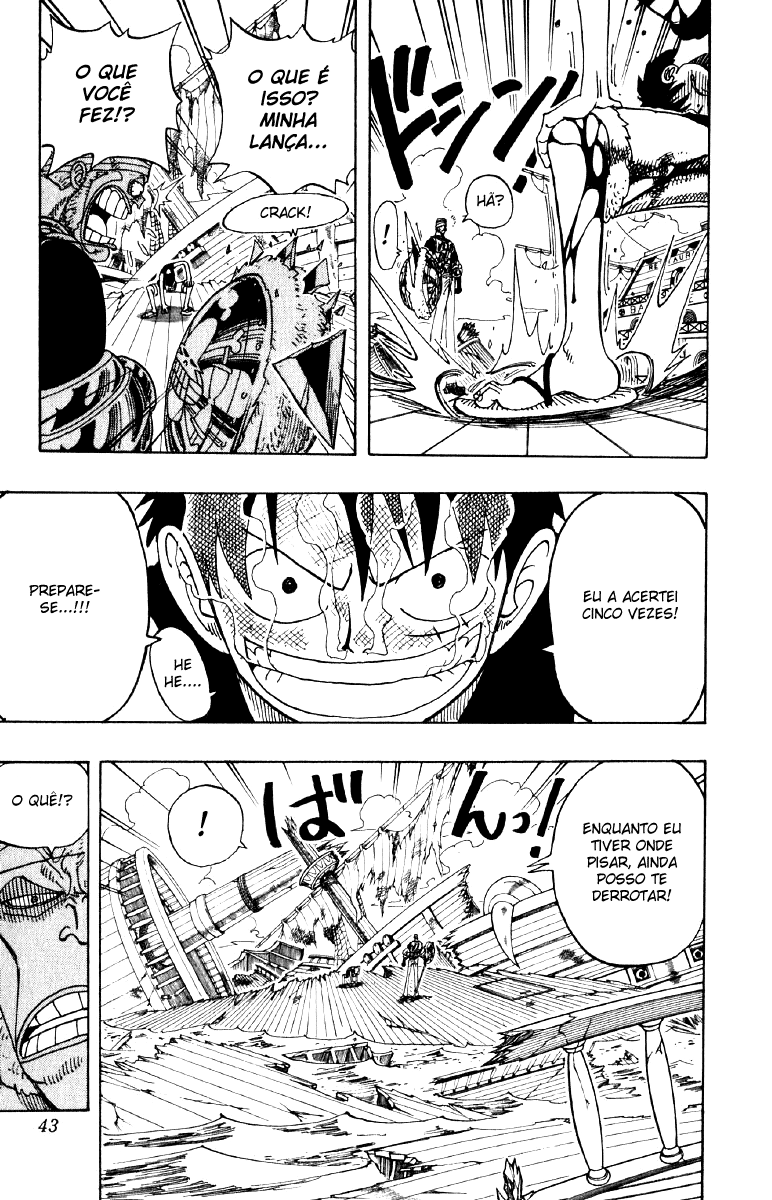 ドン!!
HÃ?
!
O QUE É
ISSO?
MINHA
LANÇA...
O QUE
VOCÊ
FEZ!?
CRACK!
EU A ACERTEI
CINCO VEZES!
HE
HE....
PREPARE-
SE...!!!
ENQUANTO EU
TIVER ONDE
PISAR, AINDA
POSSO TE
DERROTAR!
ばんっ!
!
O QUÊ!?
43